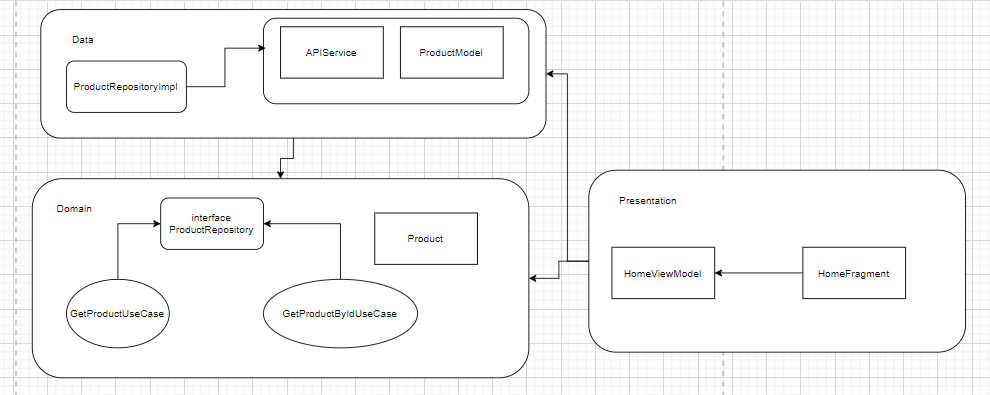 Data
APIService
ProductModel
ProductRepositoryImpl
Domain
interface
ProductRepository
Product
GetProductUseCase
GetProductByIdUseCase
Presentation
HomeViewModel
HomeFragment